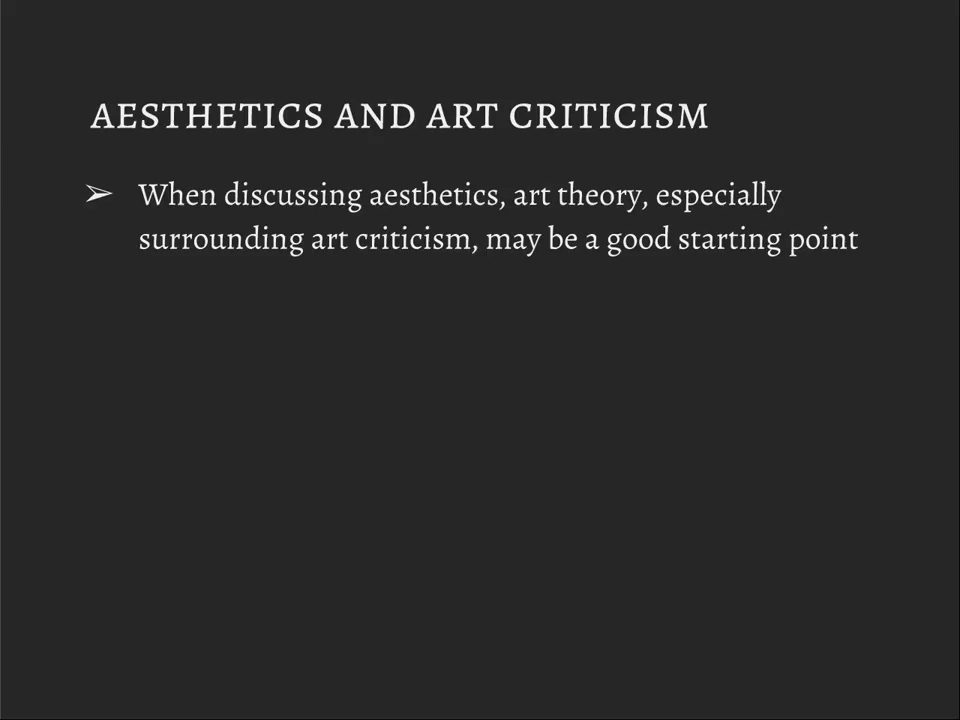 AESTHETICS AND ART CRITICISM
➢ When discussing aesthetics, art theory, especially
surrounding art criticism, may be a good starting point